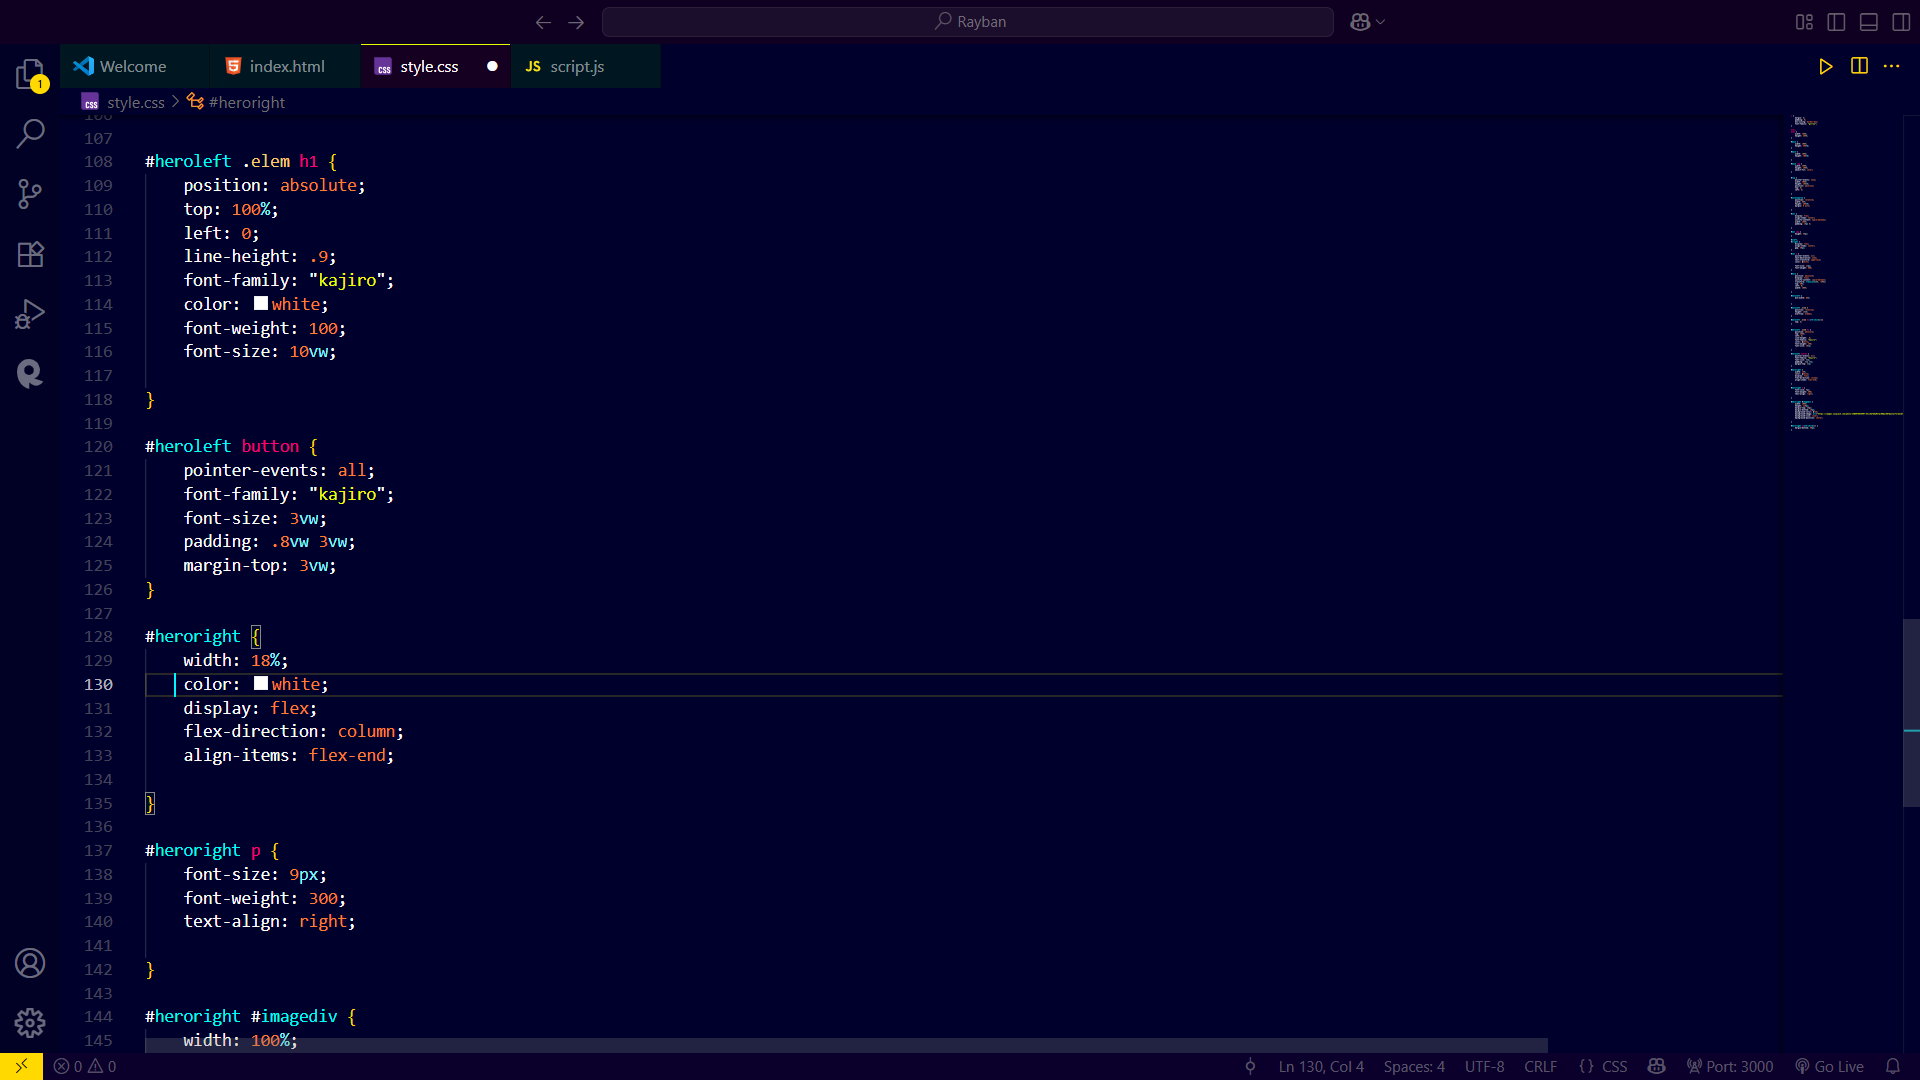 Rayban
Welcome
index.html
style.css
JS script.js
1
style.css > #heroright
106
107
108 #heroleft .elem h1 {
109 position: absolute;
110 top: 100%;
111 left: 0;
112 line-height: .9;
113 font-family: "kajiro";
114 color: white;
115 font-weight: 100;
116 font-size: 10vw;
117
118 }
119
120 #heroleft button {
121 pointer-events: all;
122 font-family: "kajiro";
123 font-size: 3vw;
124 padding: .8vw 3vw;
125 margin-top: 3vw;
126 }
127
128 #heroright {
129 width: 18%;
130 color: white;
131 display: flex;
132 flex-direction: column;
133 align-items: flex-end;
134
135 }
136
137 #heroright p {
138 font-size: 9px;
139 font-weight: 300;
140 text-align: right;
141
142 }
143
144 #heroright #imagediv {
145 width: 100%;
0 0
Ln 130, Col 4
Spaces: 4
UTF-8
CRLF
{} CSS
Port: 3000
Go Live